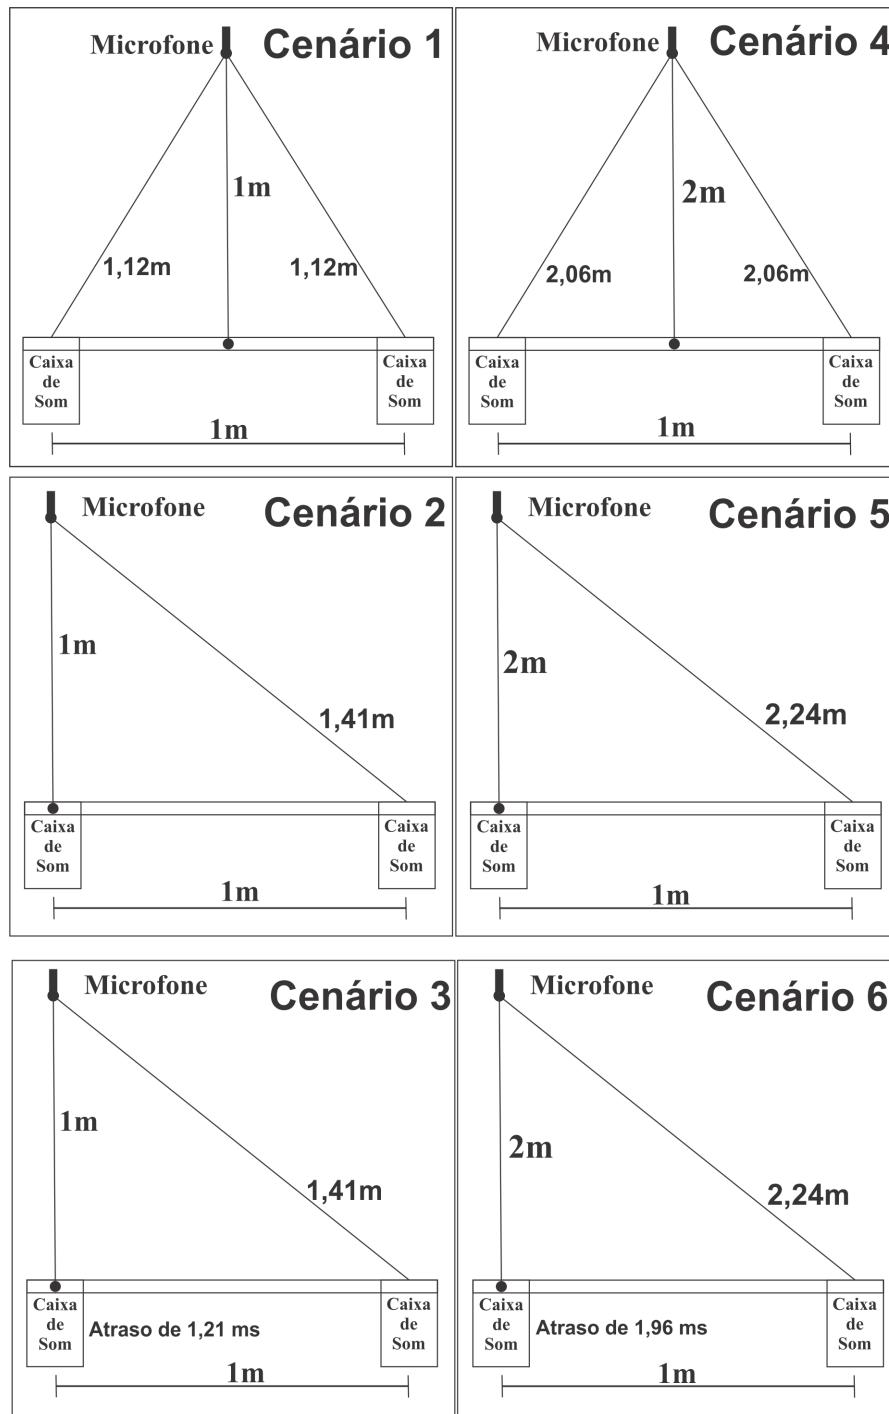 Microfone
Cenário 1
1m
1,12m
1,12m
Caixa
de
Som
Caixa
de
Som
1m
Microfone
Cenário 4
2m
2,06m
2,06m
Caixa
de
Som
Caixa
de
Som
1m
Microfone
Cenário 2
1m
1,41m
Caixa
de
Som
Caixa
de
Som
1m
Microfone
Cenário 5
2m
2,24m
Caixa
de
Som
Caixa
de
Som
1m
Microfone
Cenário 3
1m
1,41m
Caixa
de
Som
Atraso de 1,21 ms
Caixa
de
Som
1m
Microfone
Cenário 6
2m
2,24m
Caixa
de
Som
Atraso de 1,96 ms
Caixa
de
Som
1m